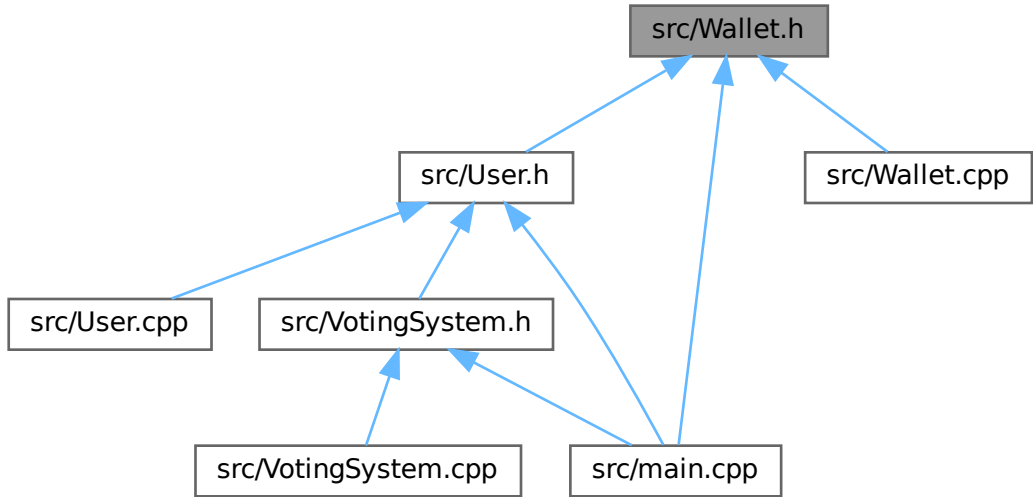 src/Wallet.h
src/User.h
src/Wallet.cpp
src/User.cpp
src/VotingSystem.h
src/VotingSystem.cpp
src/main.cpp